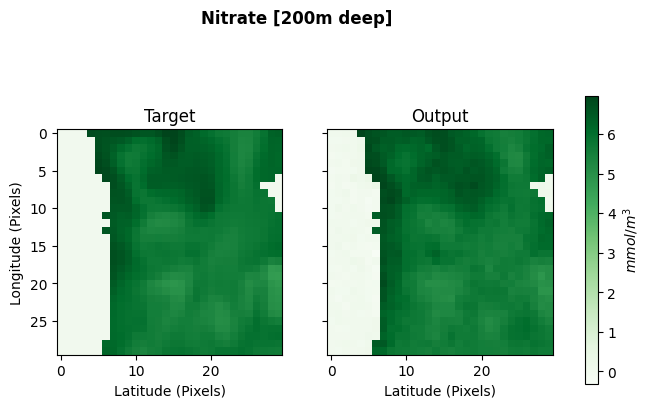 Nitrate [200m deep]
Target
Output
0
5
10
15
20
25
Longitude (Pixels)
0 10 20
Latitude (Pixels)
0 10 20
Latitude (Pixels)
6
5
4
3
2
1
0
mmol/m³